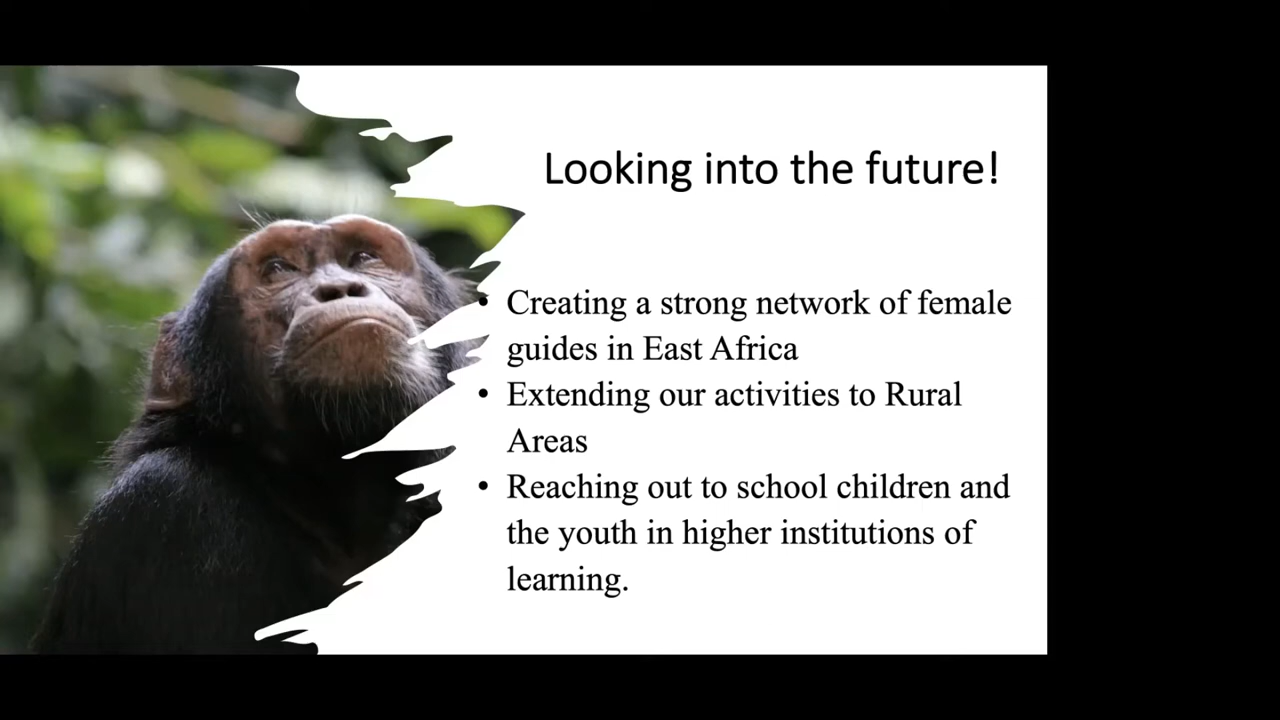 Looking into the future!
• Creating a strong network of female
guides in East Africa
• Extending our activities to Rural
Areas
• Reaching out to school children and
the youth in higher institutions of
learning.